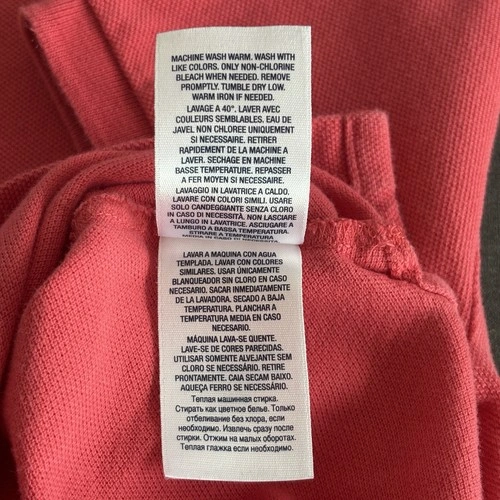 MACHINE WASH WARM. WASH WITH
LIKE COLORS. ONLY NON-CHLORINE
BLEACH WHEN NEEDED. REMOVE
PROMPTLY. TUMBLE DRY LOW.
WARM IRON IF NEEDED.
LAVAGE A 40°. LAVER AVEC
COULEURS SEMBLABLES. EAU DE
JAVEL NON CHLOREE UNIQUEMENT
SI NECESSAIRE. RETIRER
RAPIDEMENT DE LA MACHINE A
LAVER. SECHAGE EN MACHINE
BASSE TEMPERATURE. REPASSER
A FER MOYEN SI NECESSAIRE.
LAVAGGIO IN LAVATRICE A CALDO.
LAVARE CON COLORI SIMILI. USARE
SOLO CANDEGGIANTE SENZA CLORO
IN CASO DI NECESSITÀ. NON LASCIARE
A LUNGO IN LAVATRICE. ASCIUGARE A
TAMBURO A BASSA TEMPERATURA.
STIRARE A TEMPERATURA
MEDIA IN CASO DI NECESSITÀ.
LAVAR A MAQUINA CON AGUA
TEMPLADA. LAVAR CON COLORES
SIMILARES. USAR ÚNICAMENTE
BLANQUEADOR SIN CLORO EN CASO
NECESARIO. SACAR INMEDIATAMENTE
DE LA LAVADORA. SECADO A BAJA
TEMPERATURA. PLANCHAR A
TEMPERATURA MEDIA EN CASO
NECESARIO.
MÁQUINA LAVA-SE QUENTE.
LAVE-SE DE CORES PARECIDAS.
UTILISAR SOMENTE ALVEJANTE SEM
CLORO SE NECESSÁRIO. RETIRE
PRONTAMENTE. CAIA SECAM BAIXO.
AQUEÇA FERRO SE NECESSÁRIO.
Теплая машинная стирка.
Стирать как цветное белье. Только
отбеливание без хлора, если
необходимо. Извлечь сразу после
стирки. Отжим на малых оборотах.
Теплая глажка если необходимо.